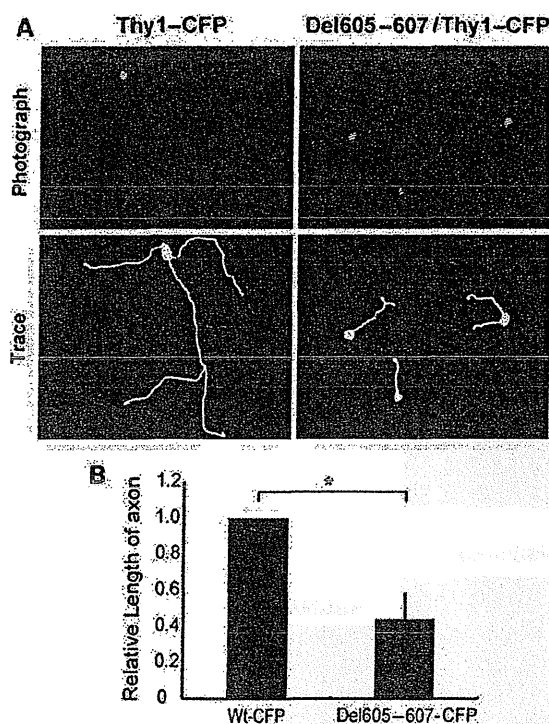 A Thy1–CFP Del605–607/Thy1–CFP
Photograph
Trace
B
Relative Length of axon
1.2
1.0
0.8
0.6
0.4
0.2
0
*
Wt-CFP Del605–607-CFP